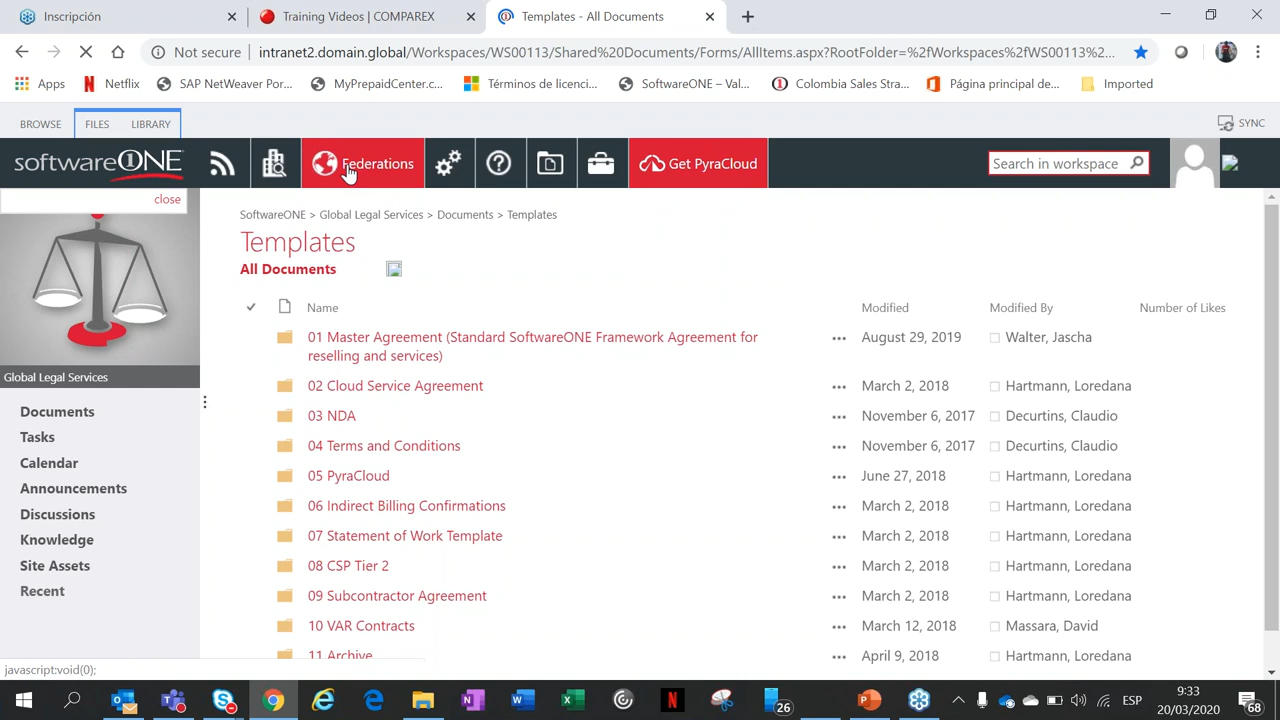 Inscripción
Training Videos | COMPAREX
Templates - All Documents
Not secure
intranet2.domain.global/Workspaces/WS00113/Shared%20Documents/Forms/AllItems.aspx?RootFolder=%2fWorkspaces%2fWS00113%2...
Apps
Netflix
SAP NetWeaver Por...
MyPrepaidCenter.c...
Términos de licenci...
SoftwareONE – Val...
Colombia Sales Stra...
Página principal de...
Imported
BROWSE
FILES
LIBRARY
SYNC
softwareONE
Federations
Get PyraCloud
Search in workspace
close
SoftwareONE > Global Legal Services > Documents > Templates
Templates
All Documents
Name
Modified
Modified By
Number of Likes
01 Master Agreement (Standard SoftwareONE Framework Agreement for
reselling and services)
... August 29, 2019 Walter, Jascha
02 Cloud Service Agreement ... March 2, 2018 Hartmann, Loredana
03 NDA ... November 6, 2017 Decurtins, Claudio
04 Terms and Conditions ... November 6, 2017 Decurtins, Claudio
05 PyraCloud ... June 27, 2018 Hartmann, Loredana
06 Indirect Billing Confirmations ... March 2, 2018 Hartmann, Loredana
07 Statement of Work Template ... March 2, 2018 Hartmann, Loredana
08 CSP Tier 2 ... March 2, 2018 Hartmann, Loredana
09 Subcontractor Agreement ... March 2, 2018 Hartmann, Loredana
10 VAR Contracts ... March 12, 2018 Massara, David
11 Archive ... April 9, 2018 Hartmann, Loredana
Global Legal Services
Documents
Tasks
Calendar
Announcements
Discussions
Knowledge
Site Assets
Recent
javascript:void(0);
26
ESP
9:33
20/03/2020
68